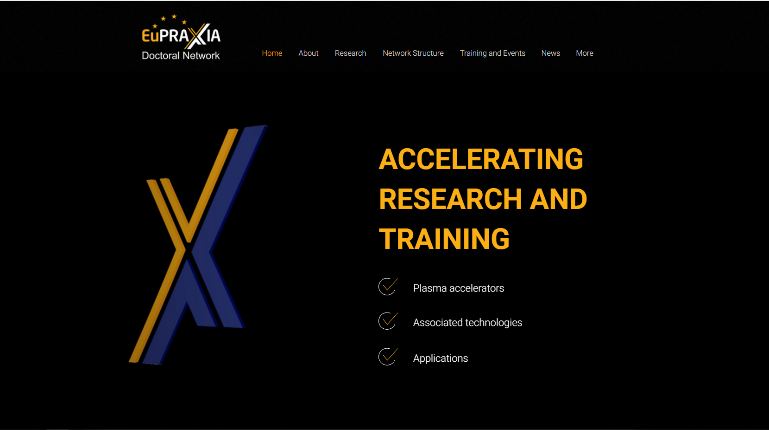 EuPRAXIA
Doctoral Network
Home About Research Network Structure Training and Events News More
ACCELERATING
RESEARCH AND
TRAINING
Plasma accelerators
Associated technologies
Applications